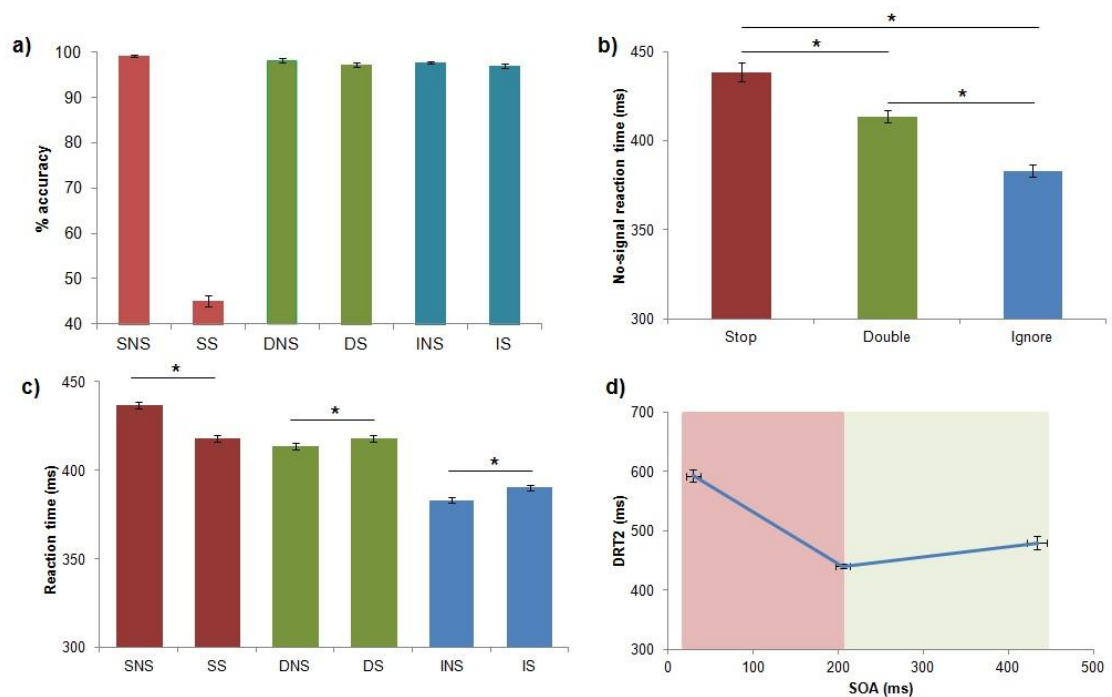 a)
100
90
80
70
60
50
40
% accuracy
SNS SS DNS DS INS IS
b)
*
*
*
450
400
350
300
No-signal reaction time (ms)
Stop Double Ignore
c)
*
*
*
450
400
350
300
Reaction time (ms)
SNS SS DNS DS INS IS
d)
700
600
500
400
300
DRT2 (ms)
0 100 200 300 400 500
SOA (ms)